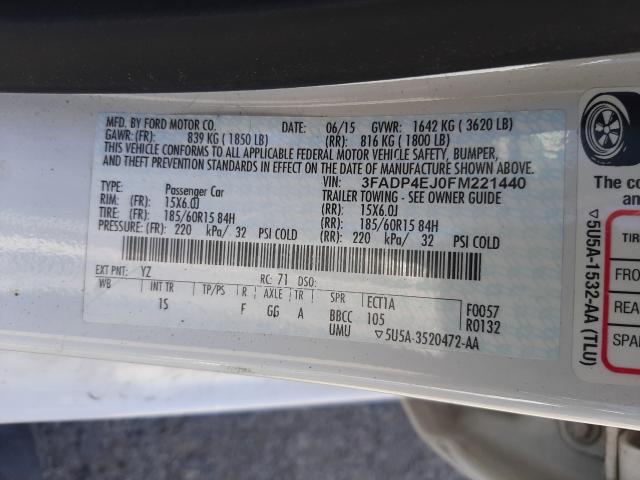 MFD. BY FORD MOTOR CO. DATE: 06/15 GVWR: 1642 KG ( 3620 LB)
GAWR: (FR): 839 KG ( 1850 LB) (RR): 816 KG ( 1800 LB)
THIS VEHICLE CONFORMS TO ALL APPLICABLE FEDERAL MOTOR VEHICLE SAFETY, BUMPER,
AND THEFT PREVENTION STANDARDS IN EFFECT ON THE DATE OF MANUFACTURE SHOWN ABOVE.
VIN: 3FADP4EJ0FM221440
TYPE: Passenger Car TRAILER TOWING - SEE OWNER GUIDE
RIM: (FR): 15X6.0J (RR): 15X6.0J
TIRE: (FR): 185/60R15 84H (RR): 185/60R15 84H
PRESSURE: (FR): 220 kPa/ 32 PSI COLD (RR): 220 kPa/ 32 PSI COLD
EXT PNT: YZ RC: 71 DSO:
WB INT TR TP/PS R AXLE TR SPR ECT1A F0057
15 F GG A BBCC 105 R0132
UMU ▽5U5A-3520472-AA
▽5U5A-1532-AA (TLU)
The co
an
TIR
FRO
REA
SPA